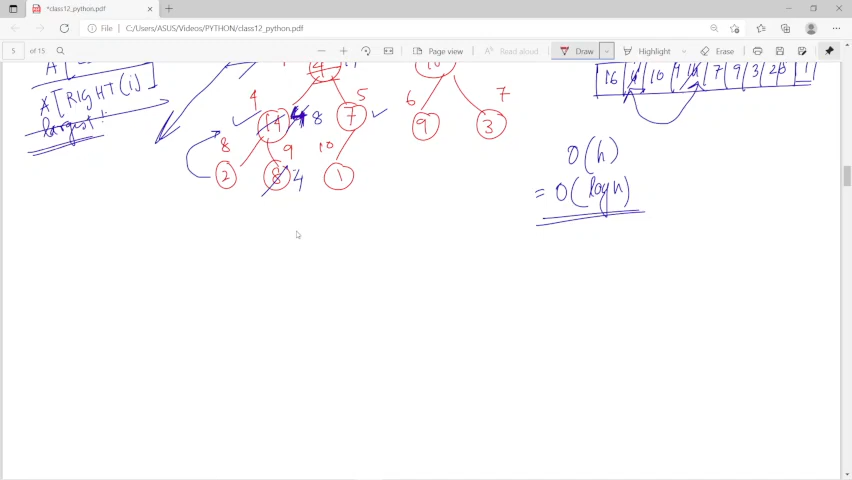 *class12_python.pdf
File | C:/Users/ASUS/Videos/PYTHON/class12_python.pdf
5 of 15
Page view
Read aloud
Draw
Highlight
Erase
A[RIGHT(i)]
largest!
4
5
6
7
14
8
7
9
3
8
9
10
2
8
4
1
16
10
7
9
3
1
O(h)
= O(log n)